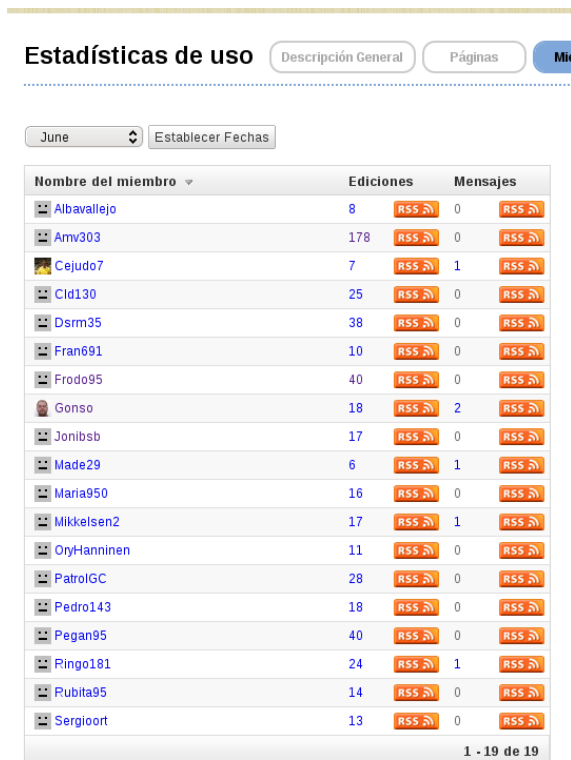 Estadísticas de uso Descripción General Páginas Mi
June Establecer Fechas
Nombre del miembro Ediciones Mensajes
Albavallejo 8 RSS 0 RSS
Amv303 178 RSS 0 RSS
Cejudo7 7 RSS 1 RSS
Cld130 25 RSS 0 RSS
Dsrm35 38 RSS 0 RSS
Fran691 10 RSS 0 RSS
Frodo95 40 RSS 0 RSS
Gonso 18 RSS 2 RSS
Jonibsb 17 RSS 0 RSS
Made29 6 RSS 1 RSS
Maria950 16 RSS 0 RSS
Mikkelsen2 17 RSS 1 RSS
OryHanninen 11 RSS 0 RSS
PatrolGC 28 RSS 0 RSS
Pedro143 18 RSS 0 RSS
Pegan95 40 RSS 0 RSS
Ringo181 24 RSS 1 RSS
Rubita95 14 RSS 0 RSS
Sergioort 13 RSS 0 RSS
1 - 19 de 19